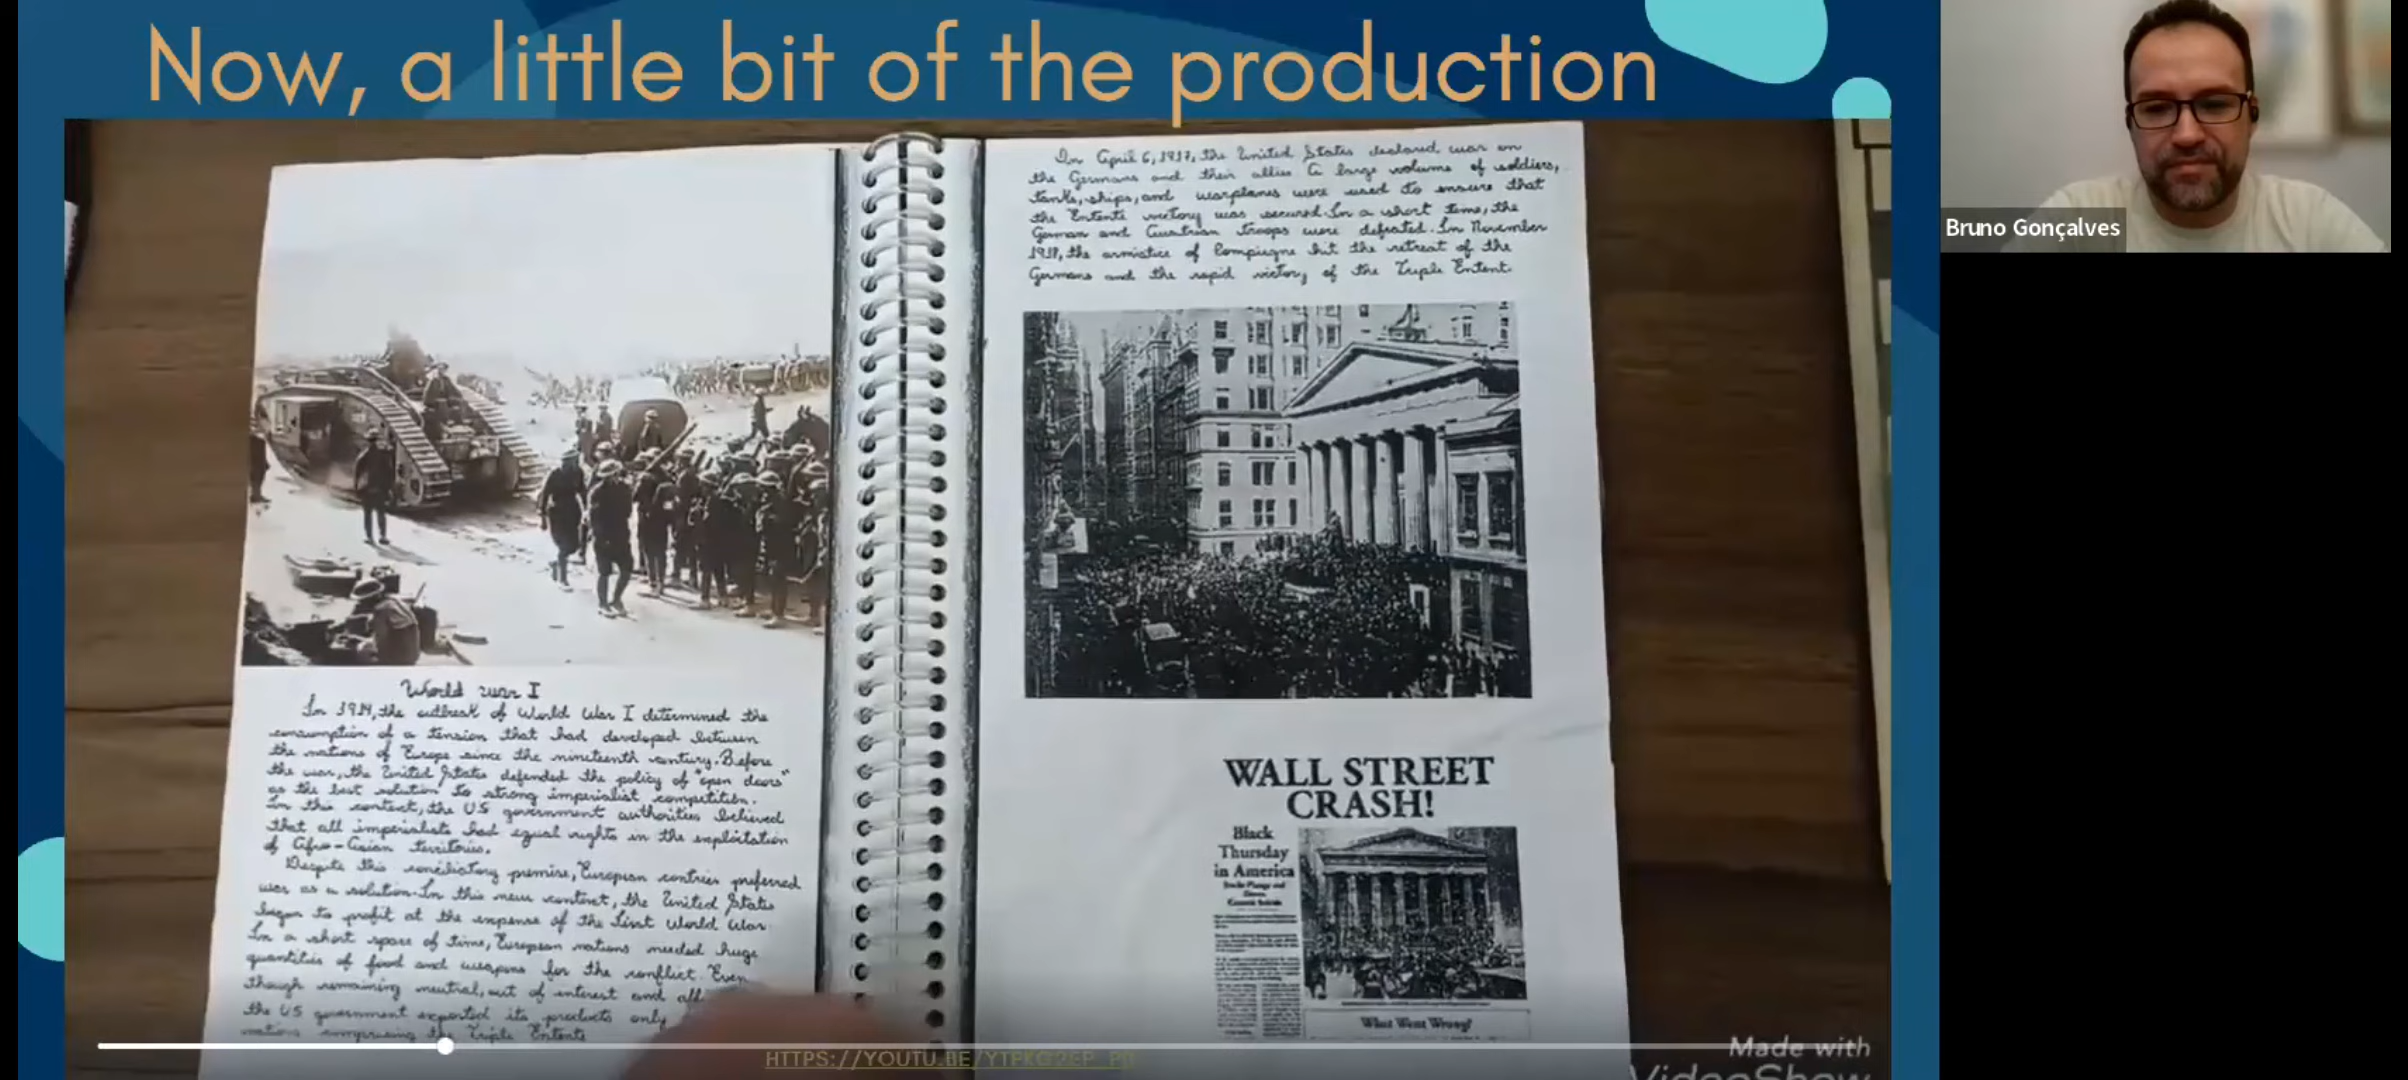 Now, a little bit of the production
Bruno Gonçalves
World war I
In 1914, the outbreak of World War I determined the
consumption of a tension that had developed between
the nations of Europe since the nineteenth century. Before
the war, the United States defended the policy of "open doors"
as the best solution to strong imperialist competition.
In this context, the US government authorities believed
that all imperialists had equal rights in the exploitation
of Afro-Asian territories.
Despite this conciliatory premise, European contries preferred
war as a solution. In this new context, the United States
began to profit at the expense of the First World War.
In a short space of time, European nations needed huge
quantities of food and weapons for the conflict. Even
though remaining neutral, out of interest and
the US government exported its products only
nations comprising the Triple Entente
In April 6, 1917, the United States declared war on
the Germans and their allies. A large volume of soldiers,
tanks, ships, and warplanes were used to ensure that
the Entente victory was secured. In a short time, the
German and Austrian troops were defeated. In November
the armistice of Compiegne hit the retreat of the
Germans and the rapid victory of the Triple Entent.
WALL STREET
CRASH!
Black
Thursday
in America
What Went Wrong?
Made with
VideoShow